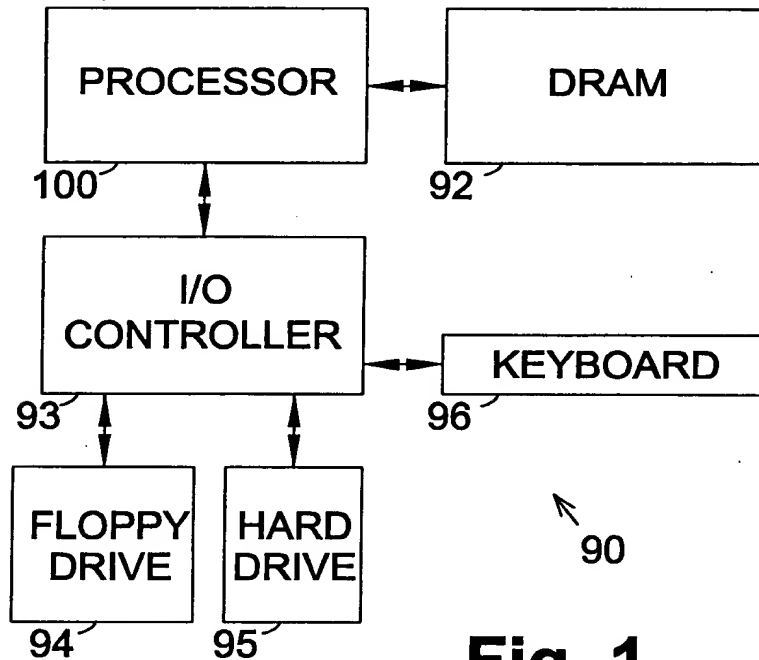 PROCESSOR
DRAM
100
92
I/O
CONTROLLER
KEYBOARD
93
96
FLOPPY
DRIVE
HARD
DRIVE
90
94
95
Fig. 1